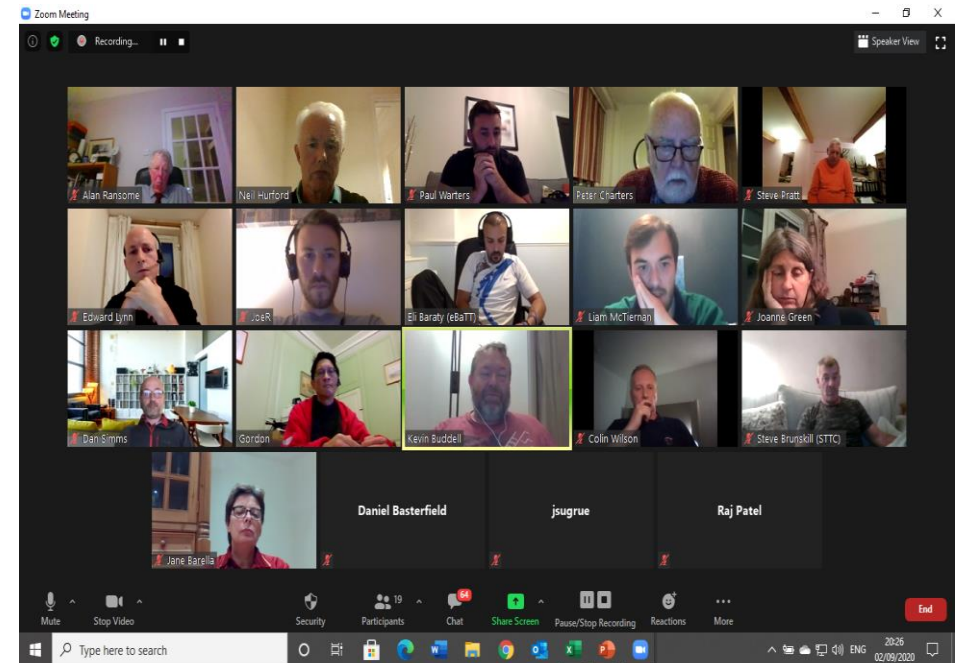 Zoom Meeting
Recording...
Speaker View
Alan Ransome
Neil Hurford
Paul Warters
Peter Charters
Steve Pratt
Edward Lynn
JoeR
Eli Baraty (eBaTT)
Liam McTiernan
Joanne Green
Dan Simms
Gordon
Kevin Buddell
Colin Wilson
Steve Brunskill (STTC)
Jane Barella
Daniel Basterfield
jsugrue
Raj Patel
Mute
Stop Video
Security
19
Participants
64
Chat
Share Screen
Pause/Stop Recording
Reactions
More
End
Type here to search
ENG
20:26
02/09/2020